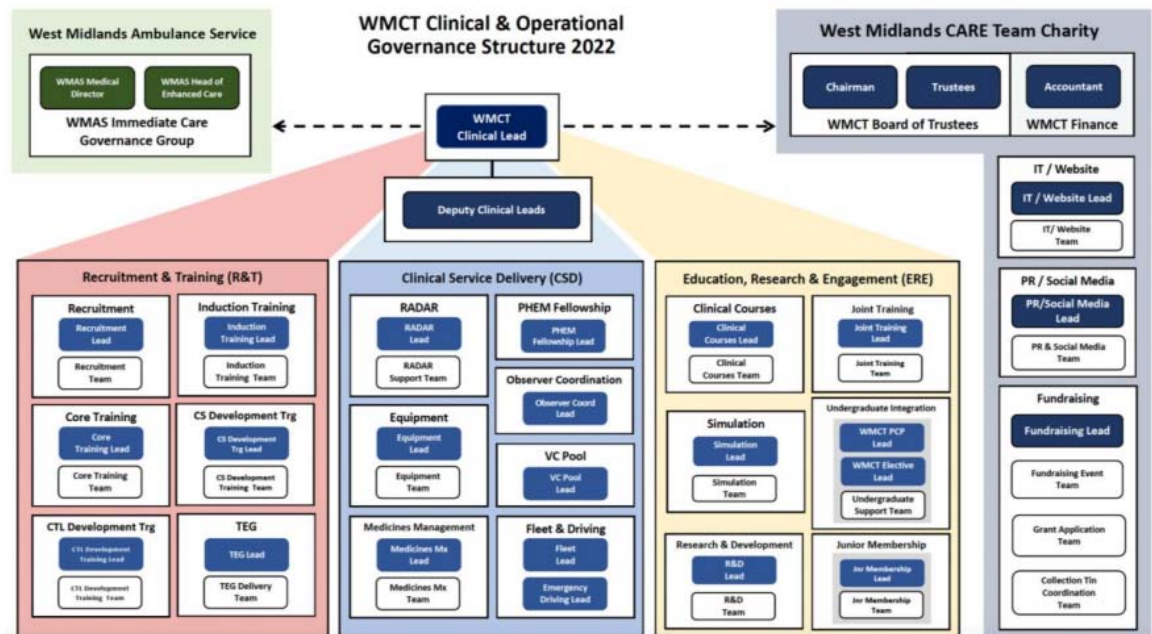 WMCT Clinical & Operational
Governance Structure 2022
West Midlands Ambulance Service
WMAS Medical
Director
WMAS Head of
Enhanced Care
WMAS Immediate Care
Governance Group
WMCT
Clinical Lead
Deputy Clinical Leads
West Midlands CARE Team Charity
Chairman
Trustees
WMCT Board of Trustees
Accountant
WMCT Finance
IT / Website
IT / Website Lead
IT/ Website
Team
PR / Social Media
PR/Social Media
Lead
PR & Social Media
Team
Fundraising
Fundraising Lead
Fundraising Event
Team
Grant Application
Team
Collection Tin
Coordination
Team
Recruitment & Training (R&T)
Recruitment
Recruitment
Lead
Recruitment
Team
Induction Training
Induction
Training Lead
Induction
Training Team
Core Training
Core
Training Lead
Core Training
Team
CS Development Trg
CS Development
Trg Lead
CS Development
Training Team
CTL Development Trg
CTL Development
Training Lead
CTL Development
Training Team
TEG
TEG Lead
TEG Delivery
Team
Clinical Service Delivery (CSD)
RADAR
RADAR
Lead
RADAR
Support Team
PHEM Fellowship
PHEM
Fellowship Lead
Observer Coordination
Observer Coord
Lead
Equipment
Equipment
Lead
Equipment
Team
VC Pool
VC Pool
Lead
Medicines Management
Medicines Mx
Lead
Medicines Mx
Team
Fleet & Driving
Fleet
Lead
Emergency
Driving Lead
Education, Research & Engagement (ERE)
Clinical Courses
Clinical
Courses Lead
Clinical
Courses Team
Joint Training
Joint Training
Lead
Joint Training
Team
Simulation
Simulation
Lead
Simulation
Team
Undergraduate Integration
WMCT PCP
Lead
WMCT Elective
Lead
Undergraduate
Support Team
Research & Development
R&D
Lead
R&D
Team
Junior Membership
Jnr Membership
Lead
Jnr Membership
Team